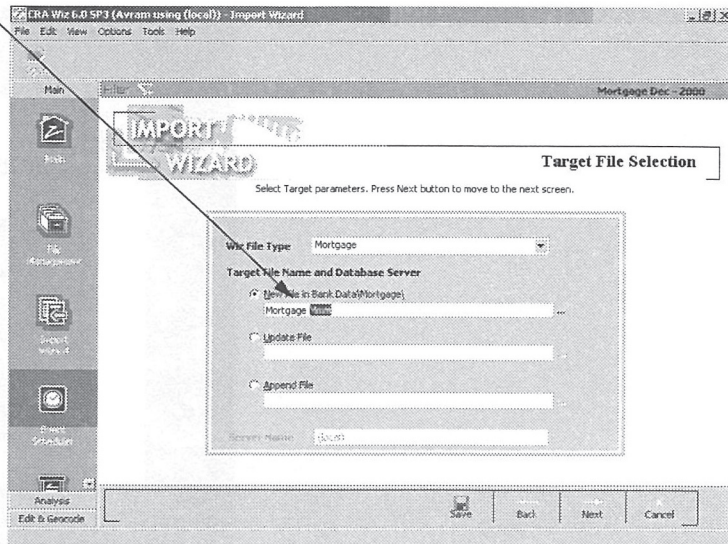 CRA Wiz 6.0 SP3 (Avram using (local)) - Import Wizard
File Edit View Options Tools Help
Main
Filter
Mortgage Dec - 2000
IMPORT
WIZARD
Target File Selection
Select Target parameters. Press Next button to move to the next screen.
Wiz File Type
Mortgage
Target File Name and Database Server
New File in Bank Data\Mortgage\
Mortgage
...
Update File
Append File
File Management
Import Wizard
Event Scheduler
Server Name
(local)
Analysis
Edit & Geocode
Save
Back
Next
Cancel